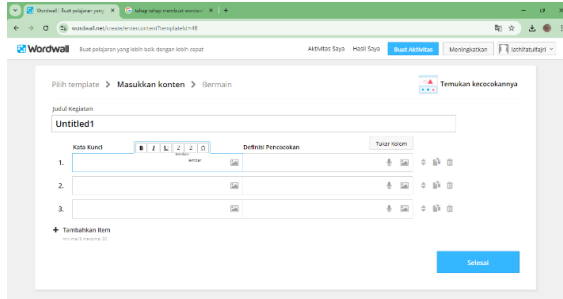 Wordwall | Buat pelajaran yang
tahap tahap membuat wordwall
wordwall.net/create/entercontent?templateId=48
Wordwall
Buat pelajaran yang lebih baik dengan lebih cepat
Aktivitas Saya Hasil Saya Buat Aktivitas Meningkatkan lathifatulfajri
Pilih template > Masukkan konten > Bermain
Temukan kecocokannya
Judul Kegiatan
Untitled1
Kata Kunci
B I U
Definisi Pencocokan
Tukar Kolom
1.
2.
3.
+ Tambahkan Item
Selesai